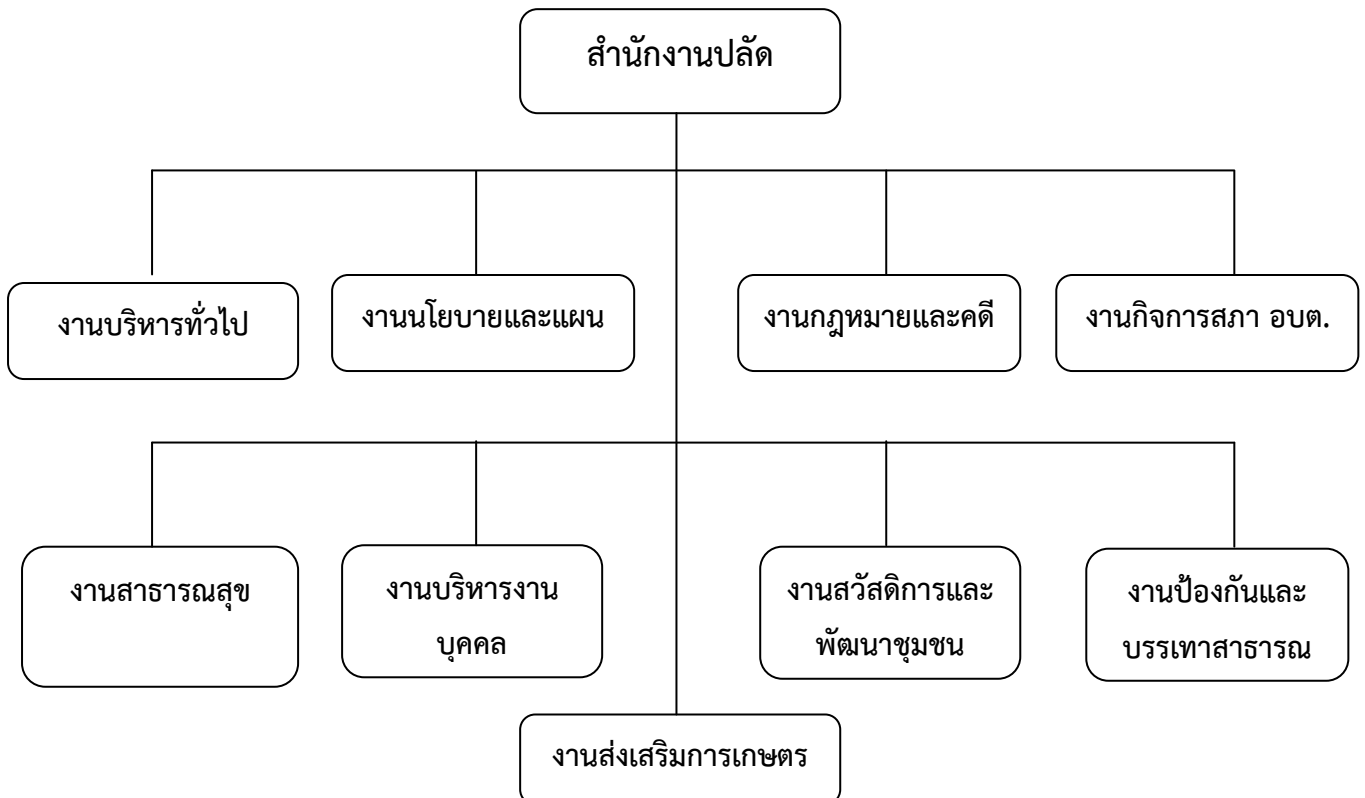 สำนักงานปลัด
งานบริหารทั่วไป
งานนโยบายและแผน
งานกฎหมายและคดี
งานกิจการสภา อบต.
งานสาธารณสุข
งานบริหารงาน
บุคคล
งานสวัสดิการและ
พัฒนาชุมชน
งานป้องกันและ
บรรเทาสาธารณ
งานส่งเสริมการเกษตร